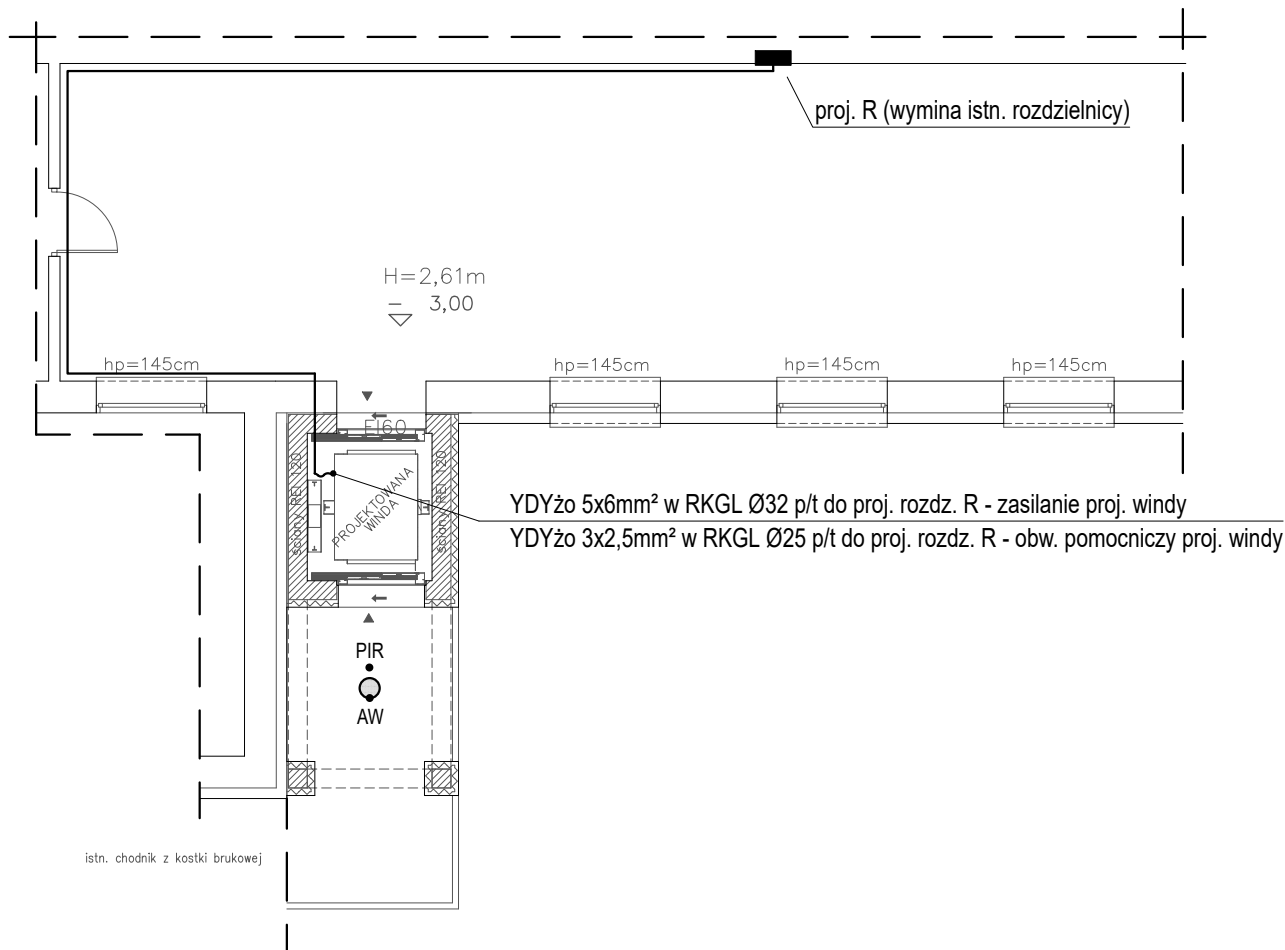 proj. R (wymina istn. rozdzielnicy)
H=2,61m
- 3,00
hp=145cm
hp=145cm
hp=145cm
hp=145cm
EI60
ściany REI 120
PROJEKTOWANA
WINDA
ściany REI 120
YDYżo 5x6mm² w RKGL Ø32 p/t do proj. rozdz. R - zasilanie proj. windy
YDYżo 3x2,5mm² w RKGL Ø25 p/t do proj. rozdz. R - obw. pomocniczy proj. windy
PIR
AW
istn. chodnik z kostki brukowej